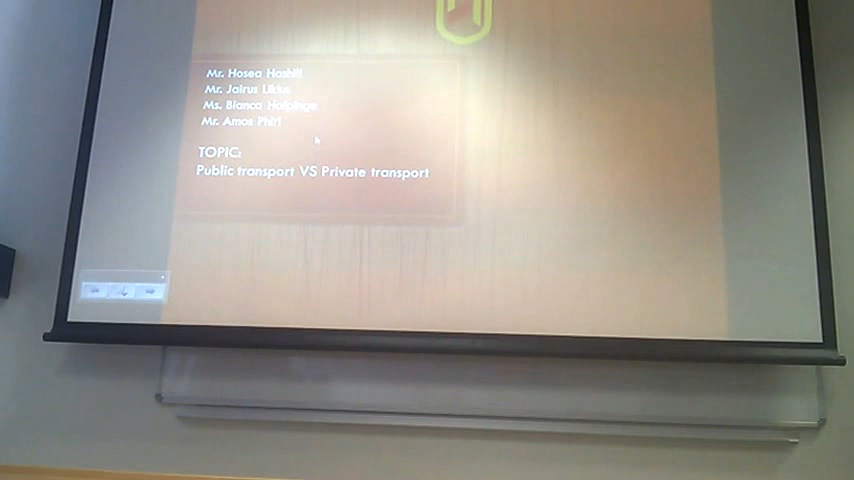 Mr. Hosea
Mr. Jairus
Ms. Bianca
Mr. Amos Phiri
TOPIC:
Public transport VS Private transport